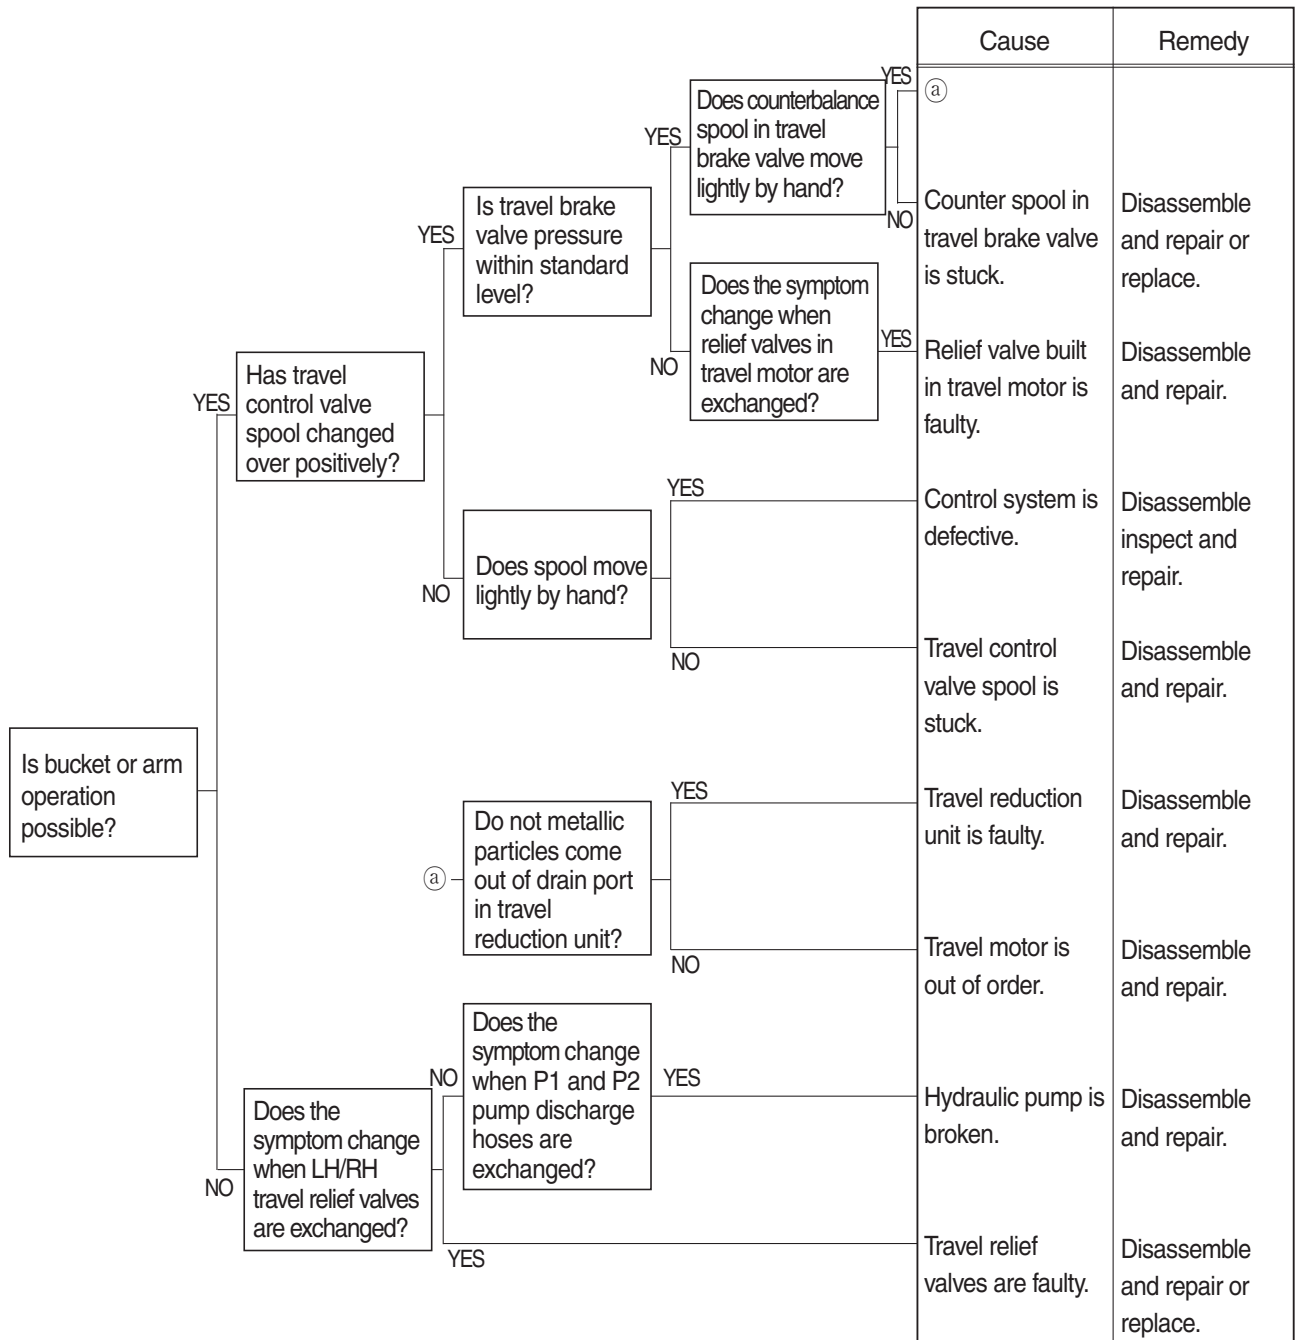 Cause
Remedy
Is bucket or arm
operation
possible?
YES
Has travel
control valve
spool changed
over positively?
YES
Is travel brake
valve pressure
within standard
level?
YES
Does counterbalance
spool in travel
brake valve move
lightly by hand?
YES
ⓐ
NO
Counter spool in
travel brake valve
is stuck.
Disassemble
and repair or
replace.
NO
Does the symptom
change when
relief valves in
travel motor are
exchanged?
YES
Relief valve built
in travel motor is
faulty.
Disassemble
and repair.
NO
Does spool move
lightly by hand?
YES
Control system is
defective.
Disassemble
inspect and
repair.
NO
Travel control
valve spool is
stuck.
Disassemble
and repair.
ⓐ
Do not metallic
particles come
out of drain port
in travel
reduction unit?
YES
Travel reduction
unit is faulty.
Disassemble
and repair.
NO
Travel motor is
out of order.
Disassemble
and repair.
NO
Does the
symptom change
when LH/RH
travel relief valves
are exchanged?
NO
Does the
symptom change
when P1 and P2
pump discharge
hoses are
exchanged?
YES
Hydraulic pump is
broken.
Disassemble
and repair.
YES
Travel relief
valves are faulty.
Disassemble
and repair or
replace.